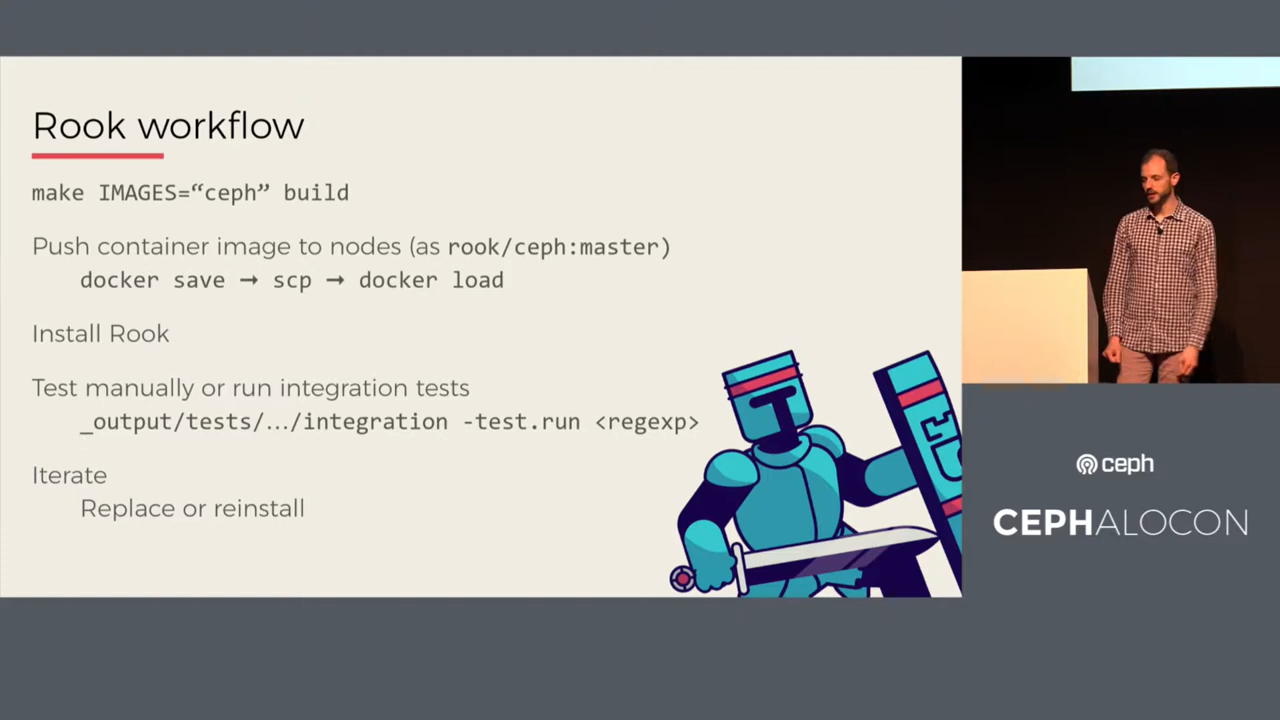 Rook workflow
make IMAGES=“ceph” build
Push container image to nodes (as rook/ceph:master)
docker save → scp → docker load
Install Rook
Test manually or run integration tests
_output/tests/.../integration -test.run <regexp>
Iterate
Replace or reinstall
ceph
CEPHALOCON